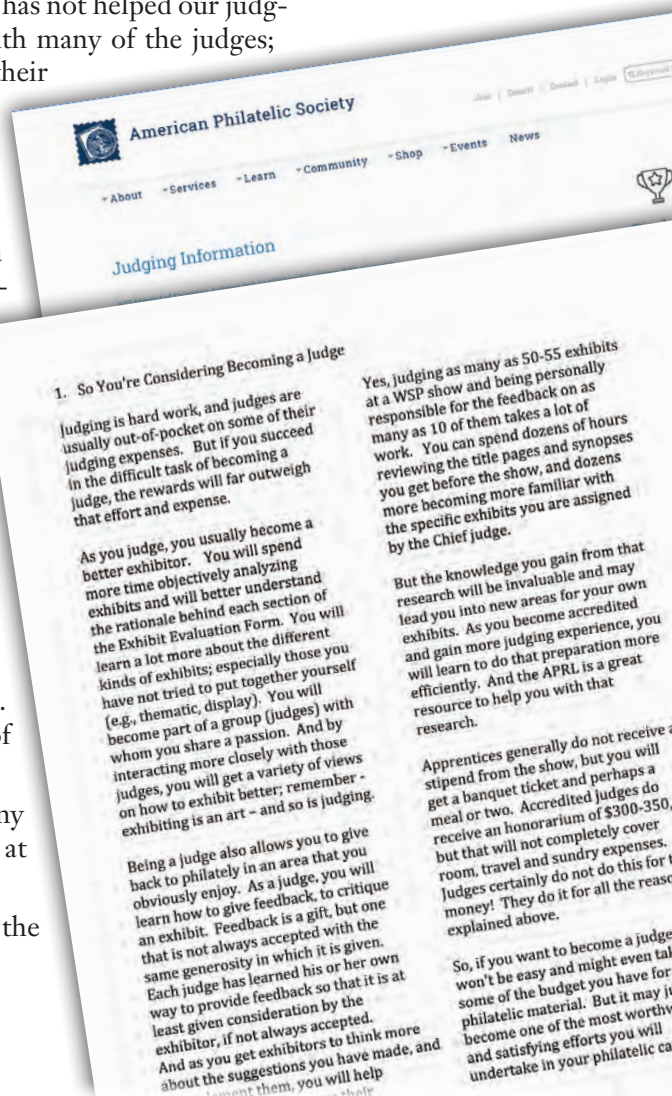 has not helped our judg-
th many of the judges;
their
of
ny
at
the
American Philatelic Society
Join | Donate | Contact | Login
About Services Learn Community Shop Events News
Judging Information
1. So You're Considering Becoming a Judge
Judging is hard work, and judges are
usually out-of-pocket on some of their
judging expenses. But if you succeed
in the difficult task of becoming a
judge, the rewards will far outweigh
that effort and expense.
As you judge, you usually become a
better exhibitor. You will spend
more time objectively analyzing
exhibits and will better understand
the rationale behind each section of
the Exhibit Evaluation Form. You will
learn a lot more about the different
kinds of exhibits; especially those you
have not tried to put together yourself
(e.g., thematic, display). You will
become part of a group (judges) with
whom you share a passion. And by
interacting more closely with those
judges, you will get a variety of views
on how to exhibit better; remember -
exhibiting is an art – and so is judging.
Being a judge also allows you to give
back to philately in an area that you
obviously enjoy. As a judge, you will
learn how to give feedback, to critique
an exhibit. Feedback is a gift, but one
that is not always accepted with the
same generosity in which it is given.
Each judge has learned his or her own
way to provide feedback so that it is at
least given consideration by the
exhibitor, if not always accepted.
And as you get exhibitors to think more
about the suggestions you have made, and
them, you will help
their
Yes, judging as many as 50-55 exhibits
at a WSP show and being personally
responsible for the feedback on as
many as 10 of them takes a lot of
work. You can spend dozens of hours
reviewing the title pages and synopses
you get before the show, and dozens
more becoming more familiar with
the specific exhibits you are assigned
by the Chief judge.
But the knowledge you gain from that
research will be invaluable and may
lead you into new areas for your own
exhibits. As you become accredited
and gain more judging experience, you
will learn to do that preparation more
efficiently. And the APRL is a great
resource to help you with that
research.
Apprentices generally do not receive a
stipend from the show, but you will
get a banquet ticket and perhaps a
meal or two. Accredited judges do
receive an honorarium of $300-350,
but that will not completely cover
room, travel and sundry expenses.
Judges certainly do not do this for t
money! They do it for all the reaso
explained above.
So, if you want to become a judge
won't be easy and might even tak
some of the budget you have for
philatelic material. But it may ju
become one of the most worthw
and satisfying efforts you will
undertake in your philatelic ca